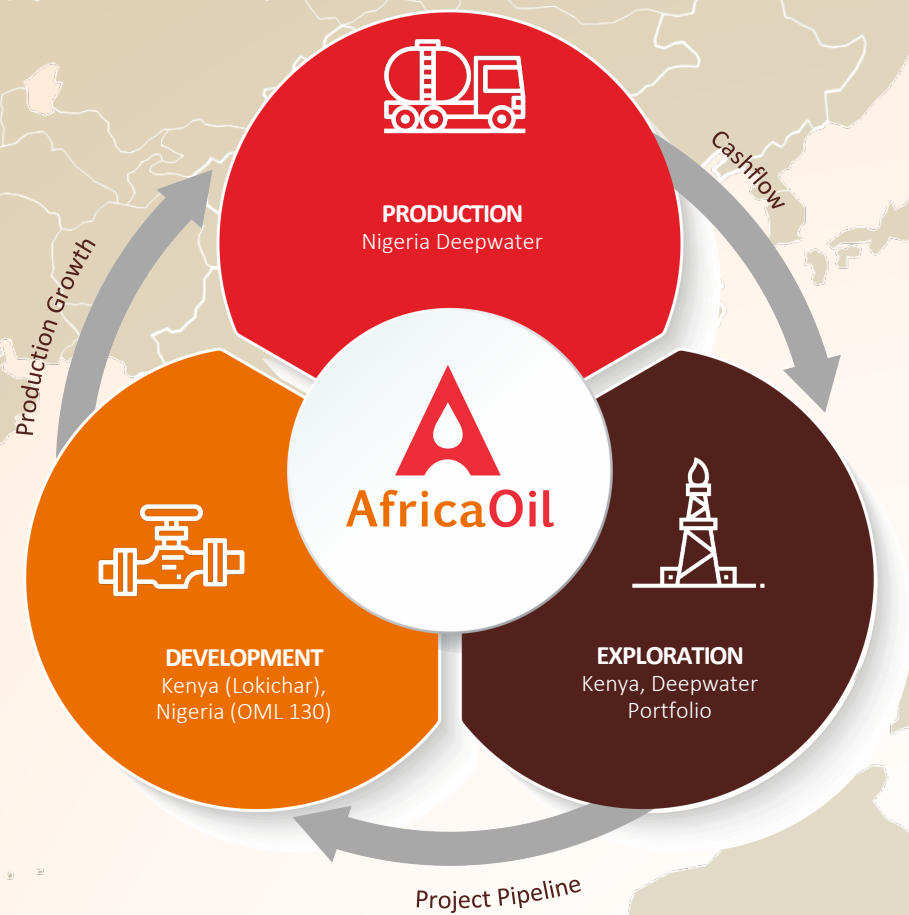 Cashflow
PRODUCTION
Nigeria Deepwater
Production Growth
AfricaOil
DEVELOPMENT
Kenya (Lokichar),
Nigeria (OML 130)
EXPLORATION
Kenya, Deepwater
Portfolio
Project Pipeline